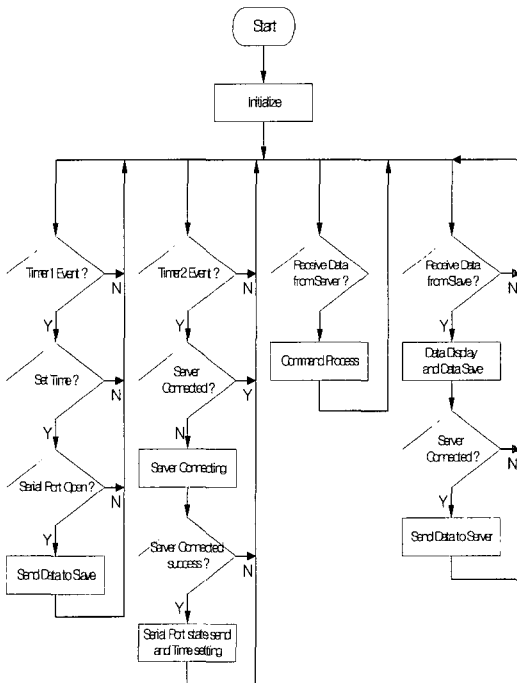 Start
Initialize
Timer1 Event ?
N
Y
Set Time ?
N
Y
Serial Port Open ?
N
Y
Send Data to Save
Timer2 Event ?
N
Y
Server
Connected ?
Y
N
Server Connecting
Server Connected
success ?
N
Y
Serial Port state send
and Time setting
Receive Data
from Server ?
Command Process
Receive Data
from Slave ?
N
Y
Data Display
and Data Save
Server
Connected ?
N
Y
Send Data to Server